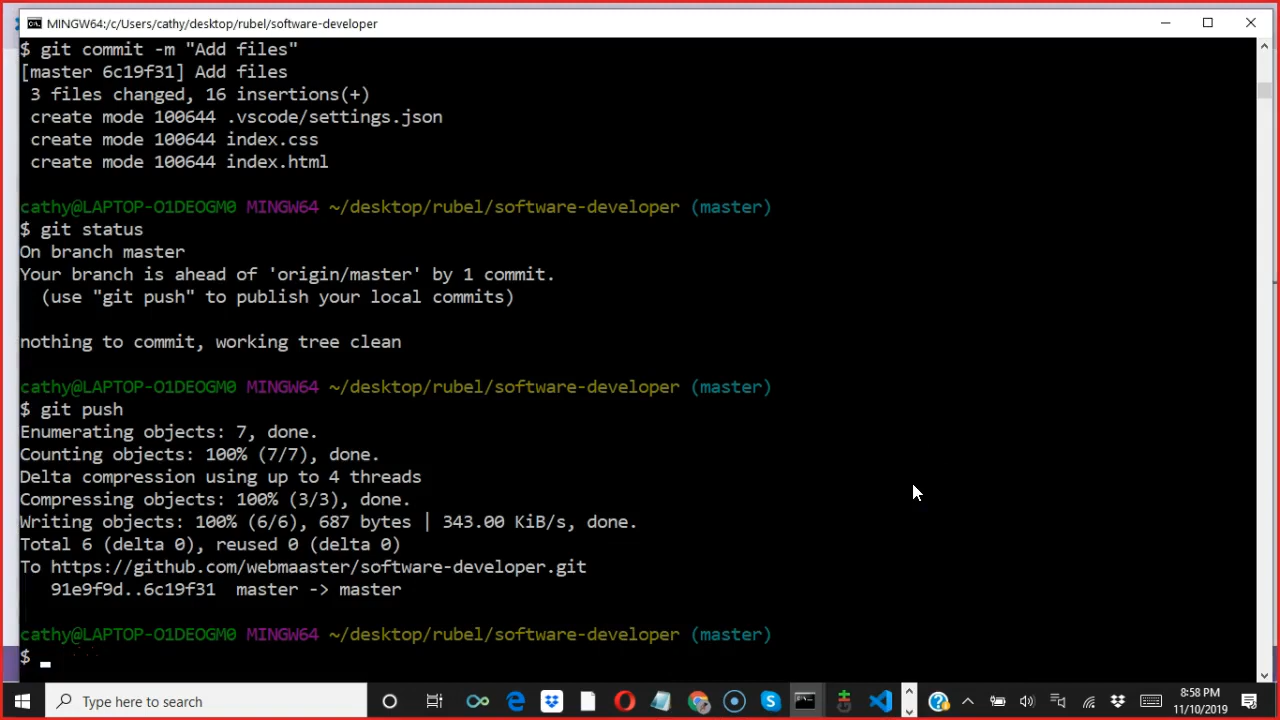 MINGW64:/c/Users/cathy/desktop/rubel/software-developer
$ git commit -m "Add files"
[master 6c19f31] Add files
 3 files changed, 16 insertions(+)
 create mode 100644 .vscode/settings.json
 create mode 100644 index.css
 create mode 100644 index.html
cathy@LAPTOP-O1DEOGM0 MINGW64 ~/desktop/rubel/software-developer (master)
$ git status
On branch master
Your branch is ahead of 'origin/master' by 1 commit.
  (use "git push" to publish your local commits)
nothing to commit, working tree clean
cathy@LAPTOP-O1DEOGM0 MINGW64 ~/desktop/rubel/software-developer (master)
$ git push
Enumerating objects: 7, done.
Counting objects: 100% (7/7), done.
Delta compression using up to 4 threads
Compressing objects: 100% (3/3), done.
Writing objects: 100% (6/6), 687 bytes | 343.00 KiB/s, done.
Total 6 (delta 0), reused 0 (delta 0)
To https://github.com/webmaaster/software-developer.git
   91e9f9d..6c19f31  master -> master
cathy@LAPTOP-O1DEOGM0 MINGW64 ~/desktop/rubel/software-developer (master)
$
Type here to search
8:58 PM
11/10/2019